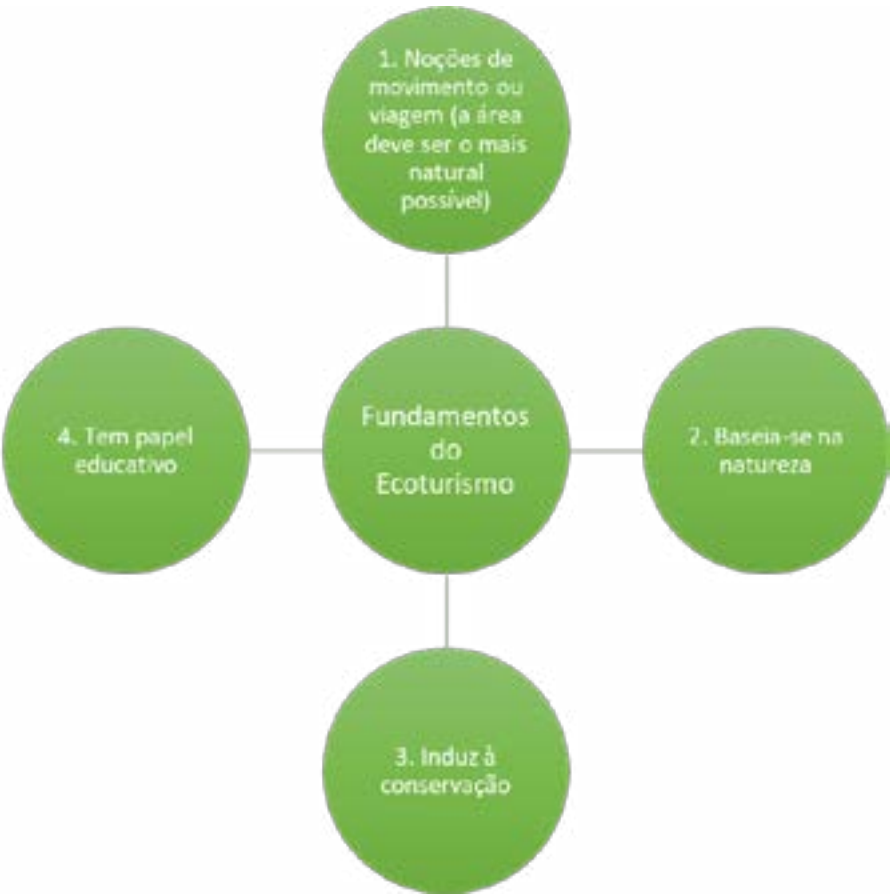 1. Noções de
movimento ou
viagem (a área
deve ser o mais
natural
possível)
4. Tem papel
educativo
Fundamentos
do
Ecoturismo
2. Baseia-se na
natureza
3. Induz à
conservação